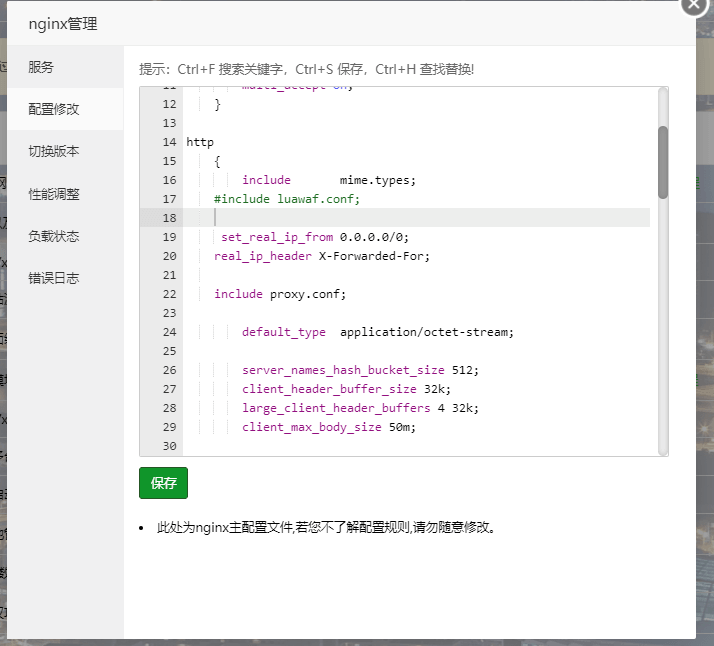 nginx管理
服务
配置修改
切换版本
性能调整
负载状态
错误日志
提示：Ctrl+F 搜索关键字，Ctrl+S 保存，Ctrl+H 查找替换!
11 multi_accept on;
12 }
13
14 http
15 {
16 include mime.types;
17 #include luawaf.conf;
18
19 set_real_ip_from 0.0.0.0/0;
20 real_ip_header X-Forwarded-For;
21
22 include proxy.conf;
23
24 default_type application/octet-stream;
25
26 server_names_hash_bucket_size 512;
27 client_header_buffer_size 32k;
28 large_client_header_buffers 4 32k;
29 client_max_body_size 50m;
30
保存
此处为nginx主配置文件,若您不了解配置规则,请勿随意修改。